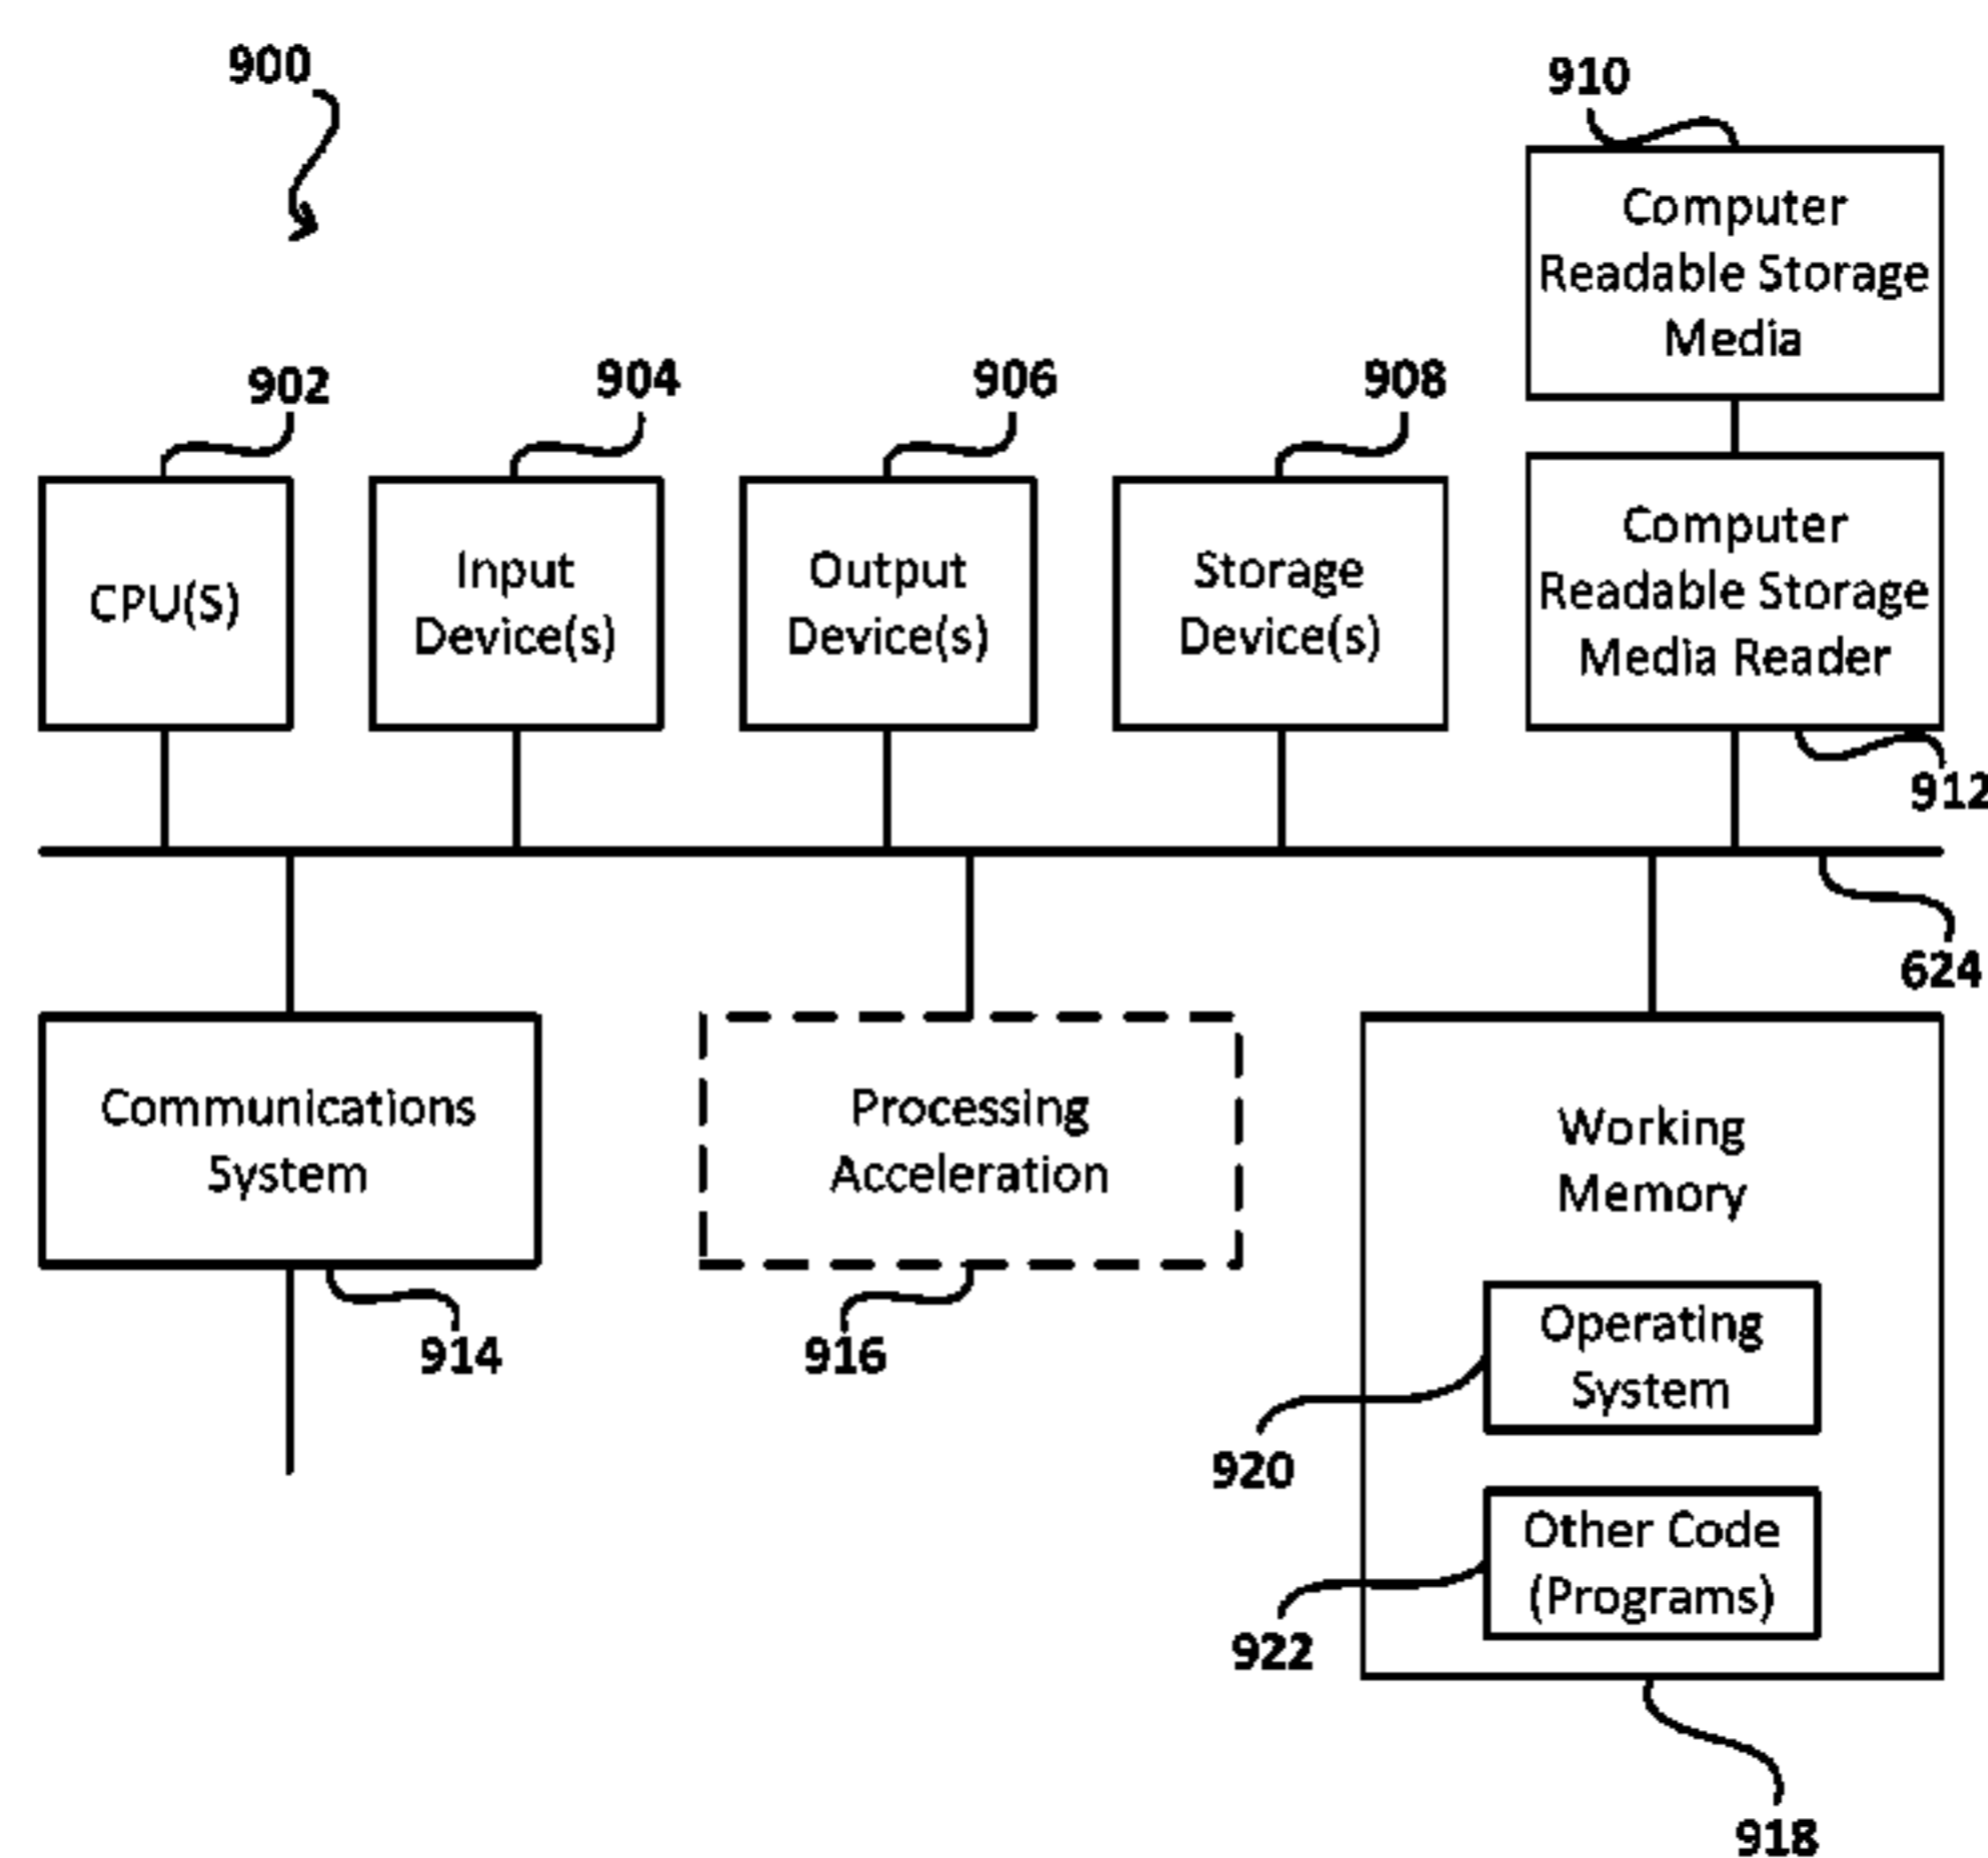 900
910
Computer
Readable Storage
Media
902
904
906
908
CPU(S)
Input
Device(s)
Output
Device(s)
Storage
Device(s)
Computer
Readable Storage
Media Reader
912
624
Communications
System
914
Processing
Acceleration
916
Working
Memory
Operating
System
920
Other Code
(Programs)
922
918